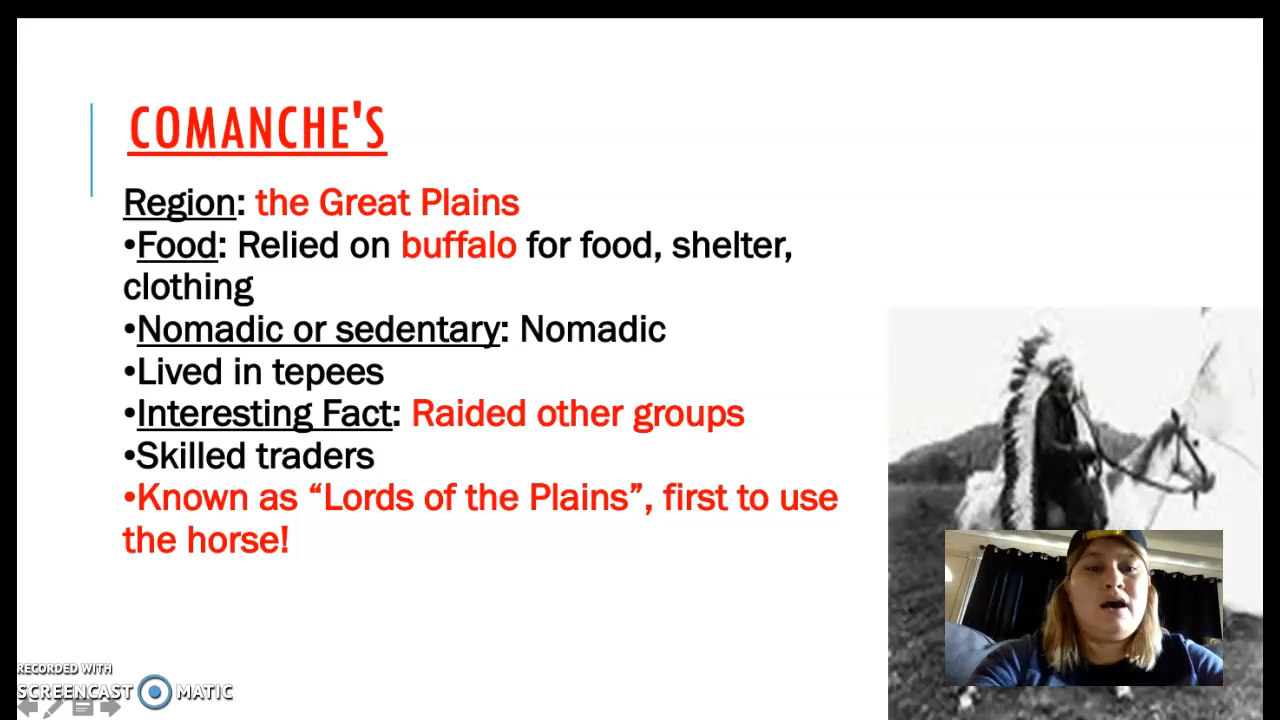 COMANCHE'S
Region: the Great Plains
•Food: Relied on buffalo for food, shelter,
clothing
•Nomadic or sedentary: Nomadic
•Lived in tepees
•Interesting Fact: Raided other groups
•Skilled traders
•Known as “Lords of the Plains”, first to use
the horse!
RECORDED WITH
SCREENCAST MATIC